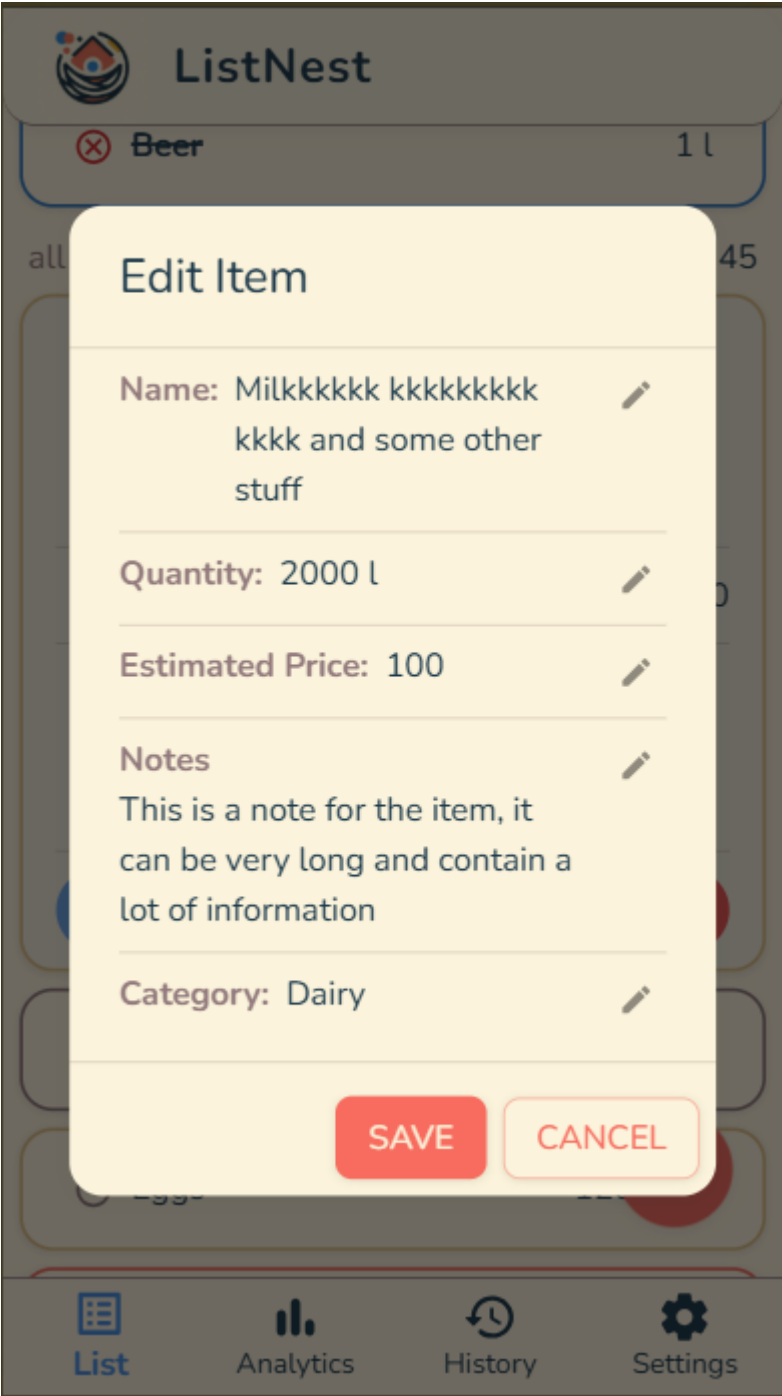 ListNest
Beer 1 l
all 45
Edit Item
Name: Milkkkkkk kkkkkkkkk
kkkk and some other
stuff
Quantity: 2000 l
Estimated Price: 100
Notes
This is a note for the item, it
can be very long and contain a
lot of information
Category: Dairy
SAVE CANCEL
List Analytics History Settings